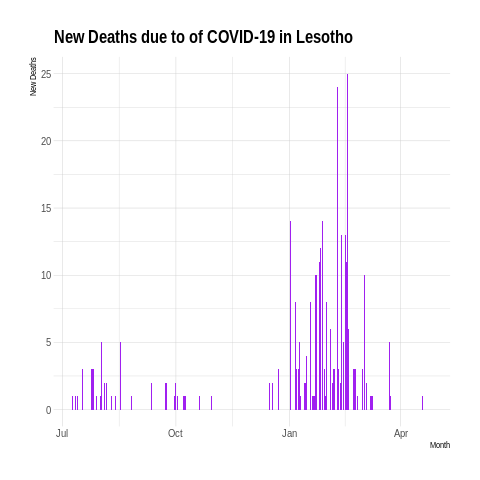 New Deaths due to of COVID-19 in Lesotho
New Deaths
25
20
15
10
5
0
Jul
Oct
Jan
Apr
Month